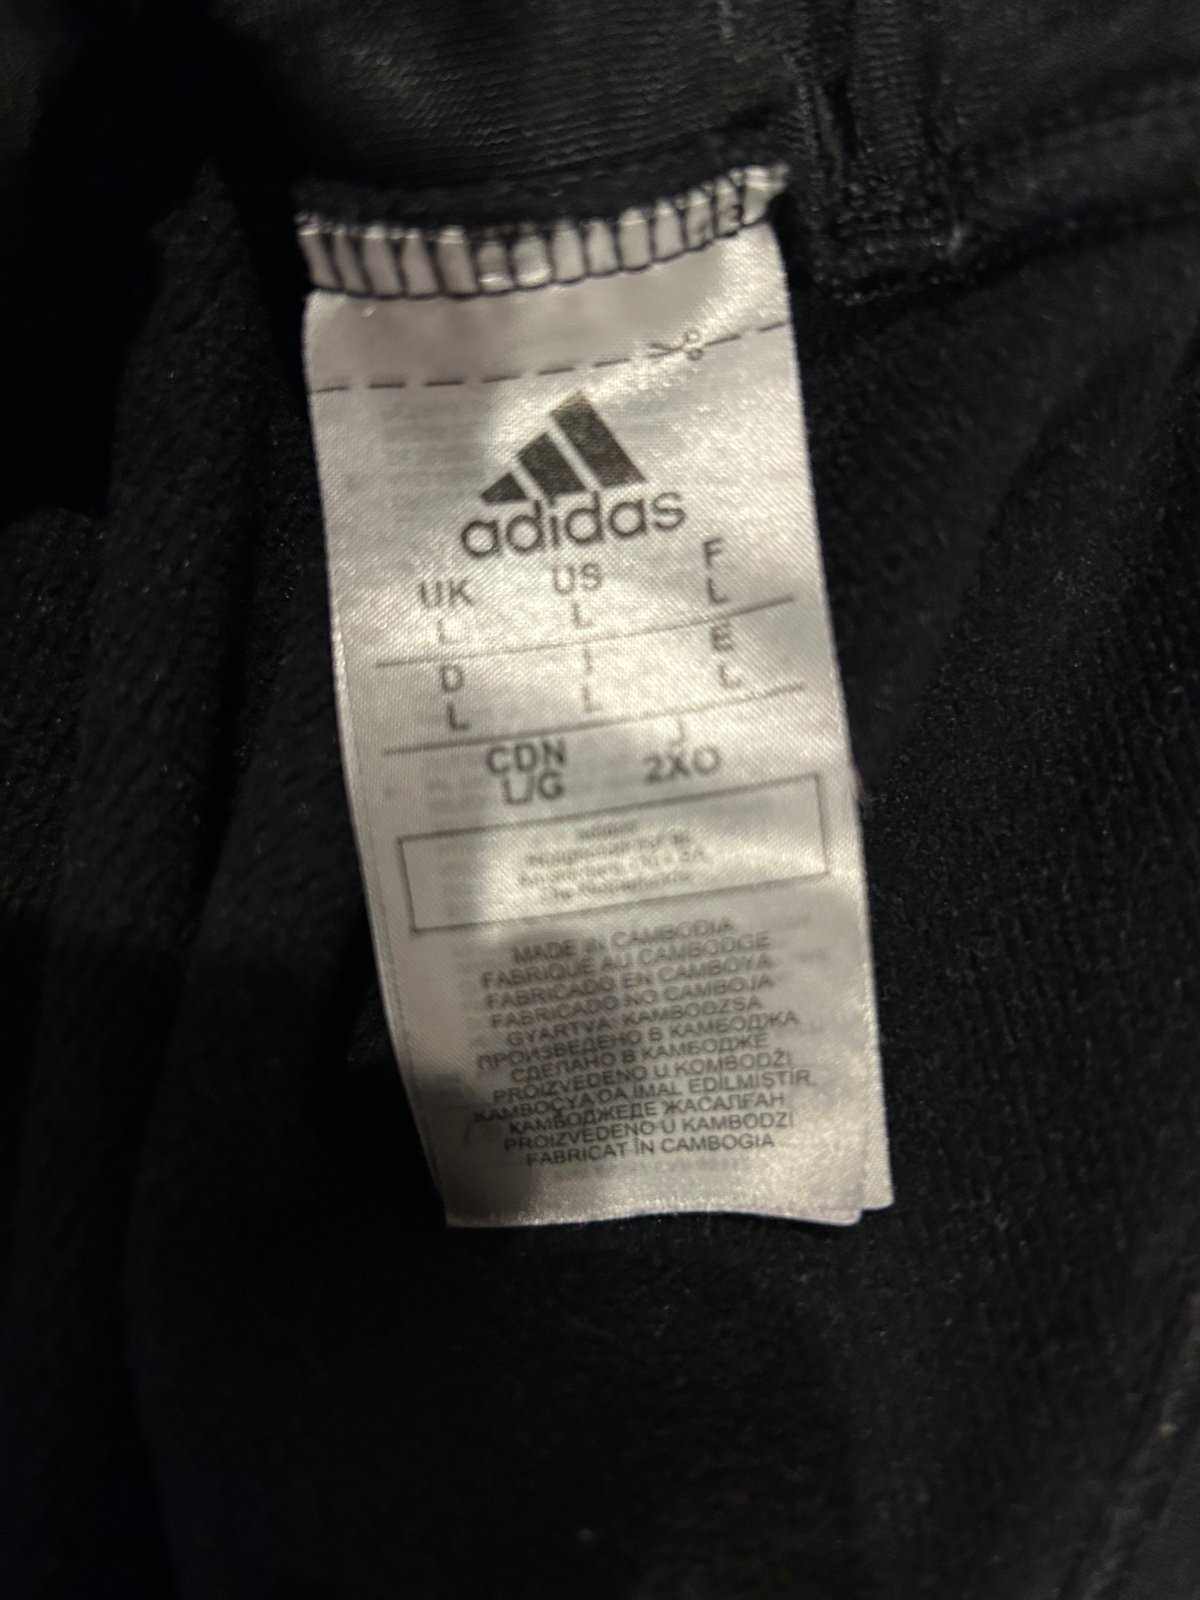 adidas
UK US F
L L L
D I E
L L L
CDN J
L/G 2XO
MADE IN CAMBODIA
FABRIQUÉ AU CAMBODGE
FABRICADO EN CAMBOYA
FABRICADO NO CAMBOJA
GYÁRTVA: KAMBODZSA
ПРОИЗВЕДЕНО В КАМБОДЖА
СДЕЛАНО В КАМБОДЖЕ
PROIZVEDENO U KOMBODŽI
KAMBOÇYA'DA İMAL EDİLMİŞTİR
КАМБОДЖЕДЕ ЖАСАЛҒАН
PROIZVEDENO U KAMBODŽI
FABRICAT ÎN CAMBOGIA